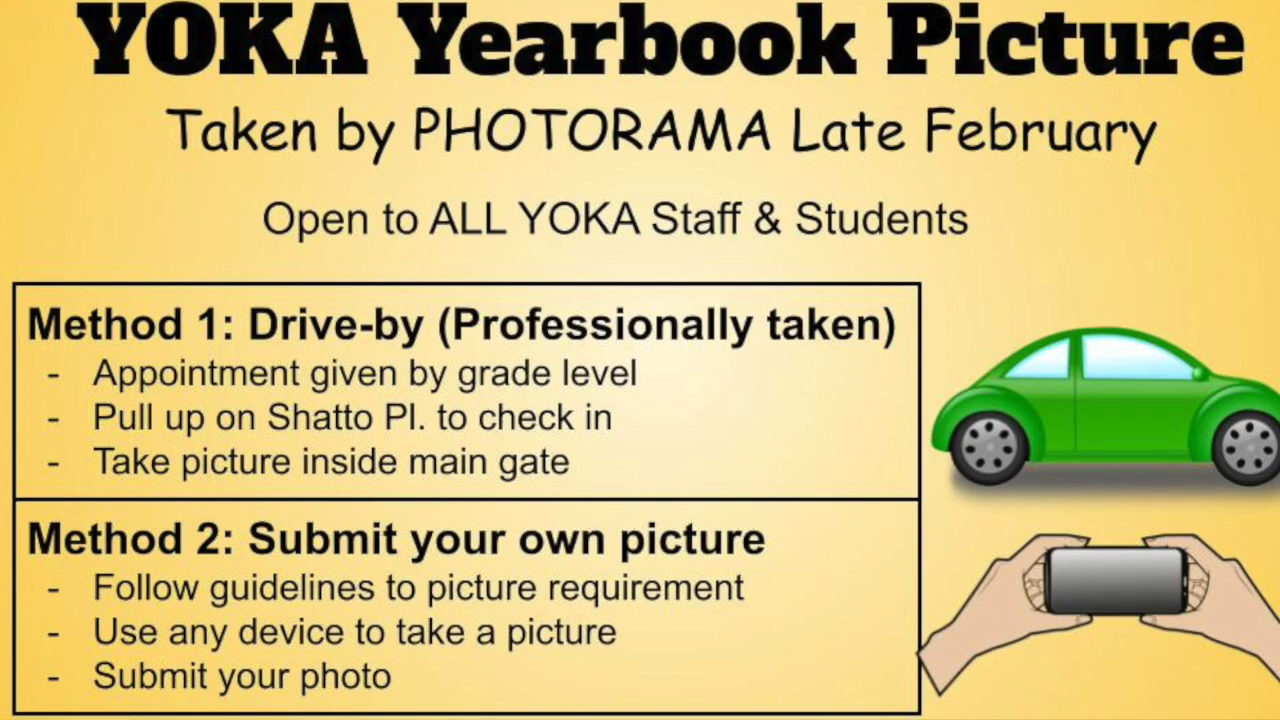 YOKA Yearbook Picture
Taken by PHOTORAMA Late February
Open to ALL YOKA Staff & Students
Method 1: Drive-by (Professionally taken)
- Appointment given by grade level
- Pull up on Shatto Pl. to check in
- Take picture inside main gate
Method 2: Submit your own picture
- Follow guidelines to picture requirement
- Use any device to take a picture
- Submit your photo